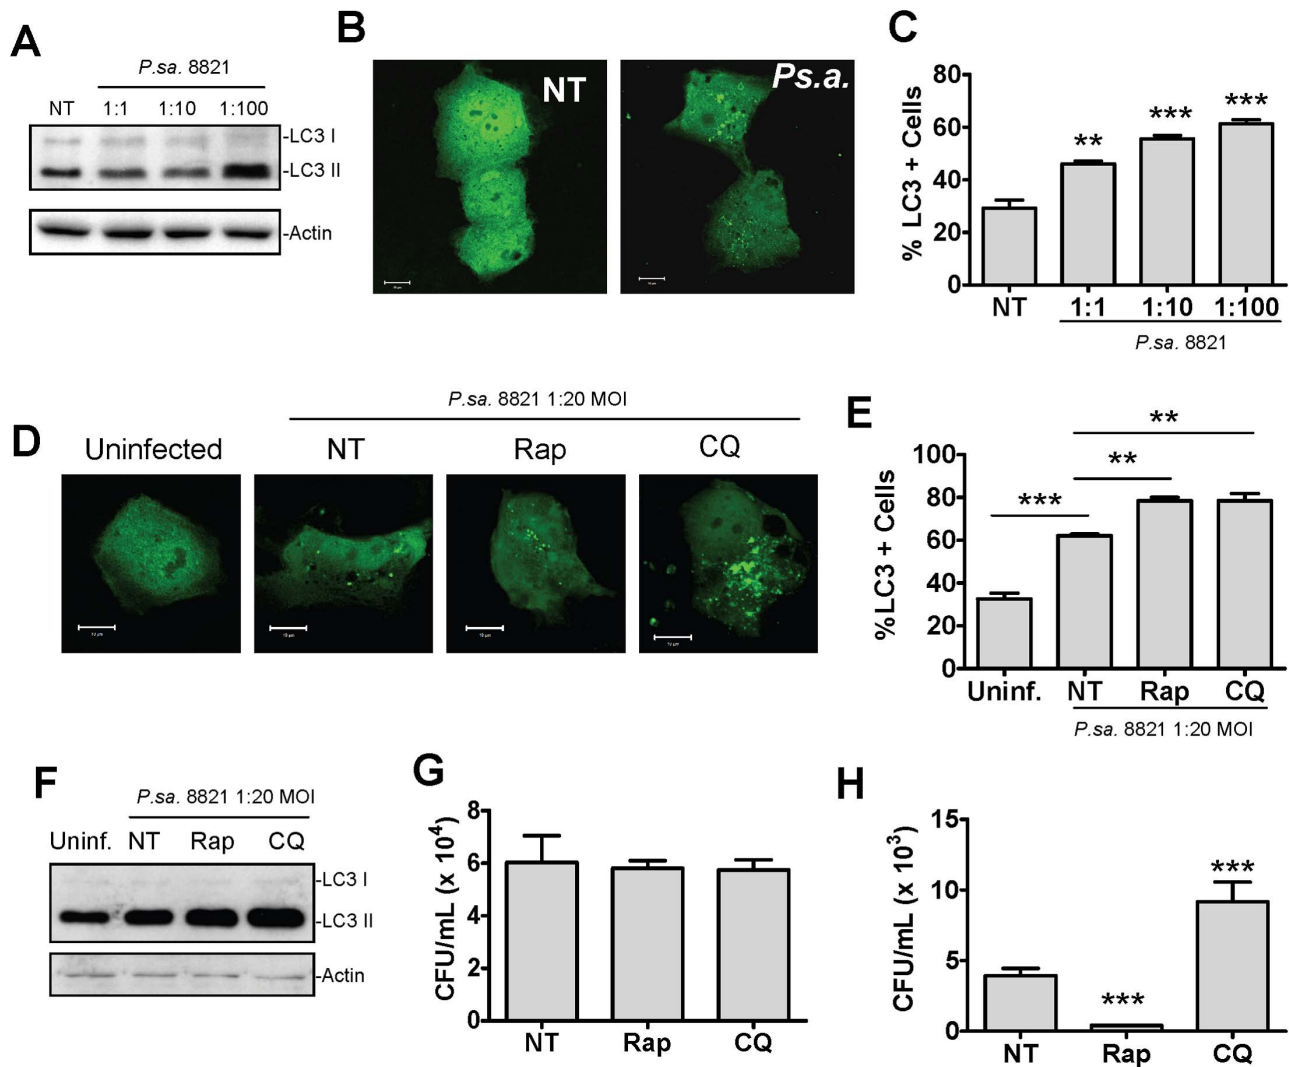 A
P.sa. 8821
NT 1:1 1:10 1:100
-LC3 I
-LC3 II
-Actin
B
NT
Ps.a.
C
% LC3 + Cells
80
60
40
20
0
**
***
***
NT 1:1 1:10 1:100
P.sa. 8821
D
P.sa. 8821 1:20 MOI
Uninfected NT Rap CQ
10 µm
E
%LC3 + Cells
100
80
60
40
20
0
***
**
**
Uninf. NT Rap CQ
P.sa. 8821 1:20 MOI
F
P.sa. 8821 1:20 MOI
Uninf. NT Rap CQ
-LC3 I
-LC3 II
-Actin
G
CFU/mL (x 10⁴)
8
6
4
2
0
NT Rap CQ
H
CFU/mL (x 10³)
15
10
5
0
***
***
NT Rap CQ